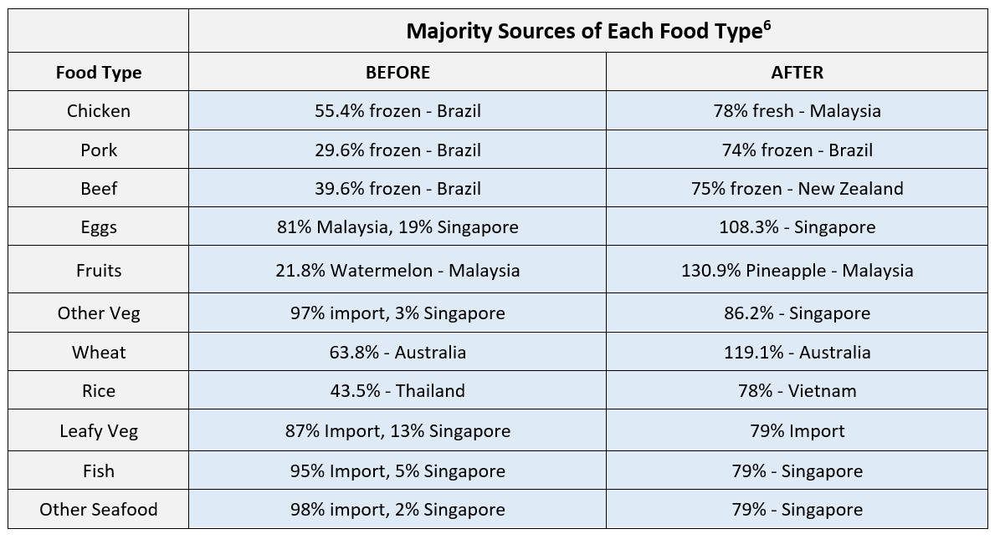 Majority Sources of Each Food Type⁶
Food Type BEFORE AFTER
Chicken 55.4% frozen - Brazil 78% fresh - Malaysia
Pork 29.6% frozen - Brazil 74% frozen - Brazil
Beef 39.6% frozen - Brazil 75% frozen - New Zealand
Eggs 81% Malaysia, 19% Singapore 108.3% - Singapore
Fruits 21.8% Watermelon - Malaysia 130.9% Pineapple - Malaysia
Other Veg 97% import, 3% Singapore 86.2% - Singapore
Wheat 63.8% - Australia 119.1% - Australia
Rice 43.5% - Thailand 78% - Vietnam
Leafy Veg 87% Import, 13% Singapore 79% Import
Fish 95% Import, 5% Singapore 79% - Singapore
Other Seafood 98% import, 2% Singapore 79% - Singapore